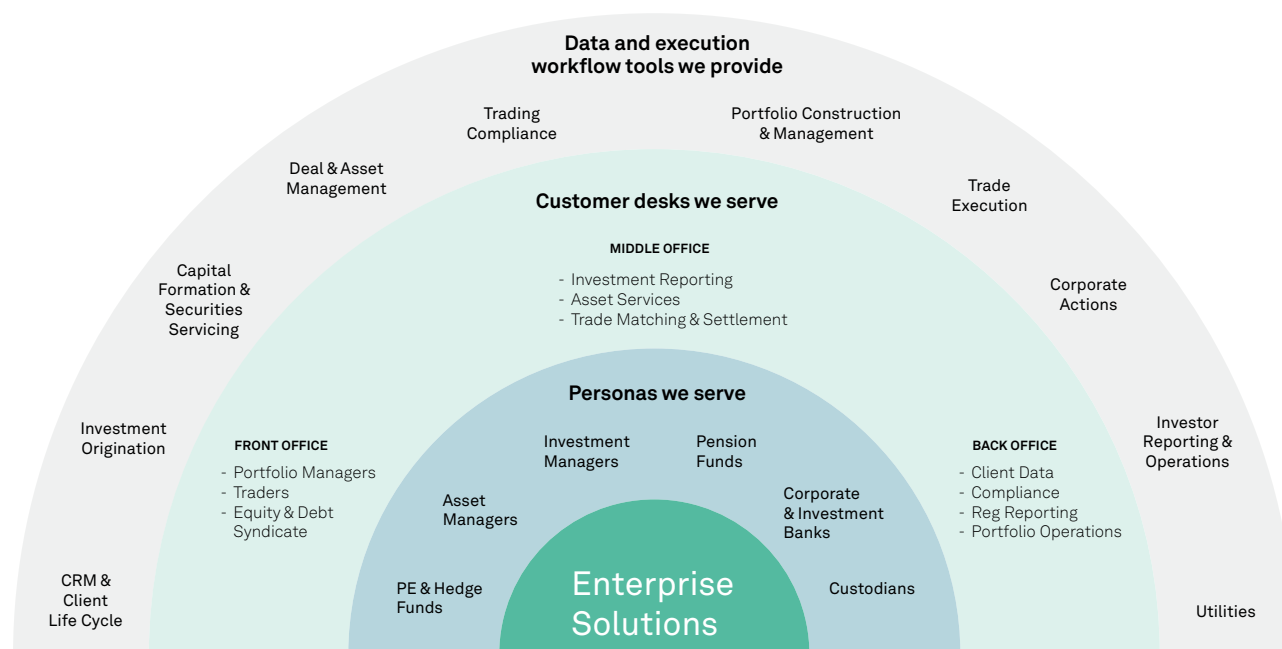 Data and execution
workflow tools we provide
Trading
Compliance
Portfolio Construction
& Management
Deal & Asset
Management
Trade
Execution
Capital
Formation &
Securities
Servicing
Corporate
Actions
Investment
Origination
Investor
Reporting &
Operations
CRM &
Client
Life Cycle
Utilities
Customer desks we serve
MIDDLE OFFICE
- Investment Reporting
- Asset Services
- Trade Matching & Settlement
FRONT OFFICE
- Portfolio Managers
- Traders
- Equity & Debt
Syndicate
BACK OFFICE
- Client Data
- Compliance
- Reg Reporting
- Portfolio Operations
Personas we serve
Investment
Managers
Pension
Funds
Asset
Managers
Corporate
& Investment
Banks
PE & Hedge
Funds
Custodians
Enterprise
Solutions